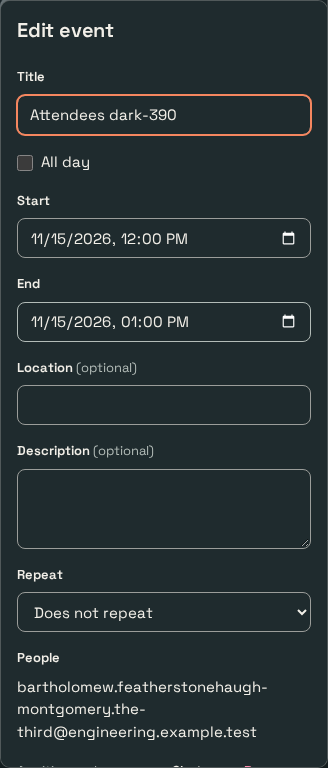 Edit event
Title
Attendees dark-390
All day
Start
11/15/2026, 12:00 PM
End
11/15/2026, 01:00 PM
Location (optional)
Description (optional)
Repeat
Does not repeat
People
bartholomew.featherstonehaugh-
montgomery.the-
third@engineering.example.test